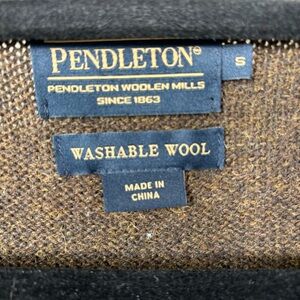 PENDLETON®
S
PENDLETON WOOLEN MILLS
SINCE 1863
WASHABLE WOOL
MADE IN
CHINA